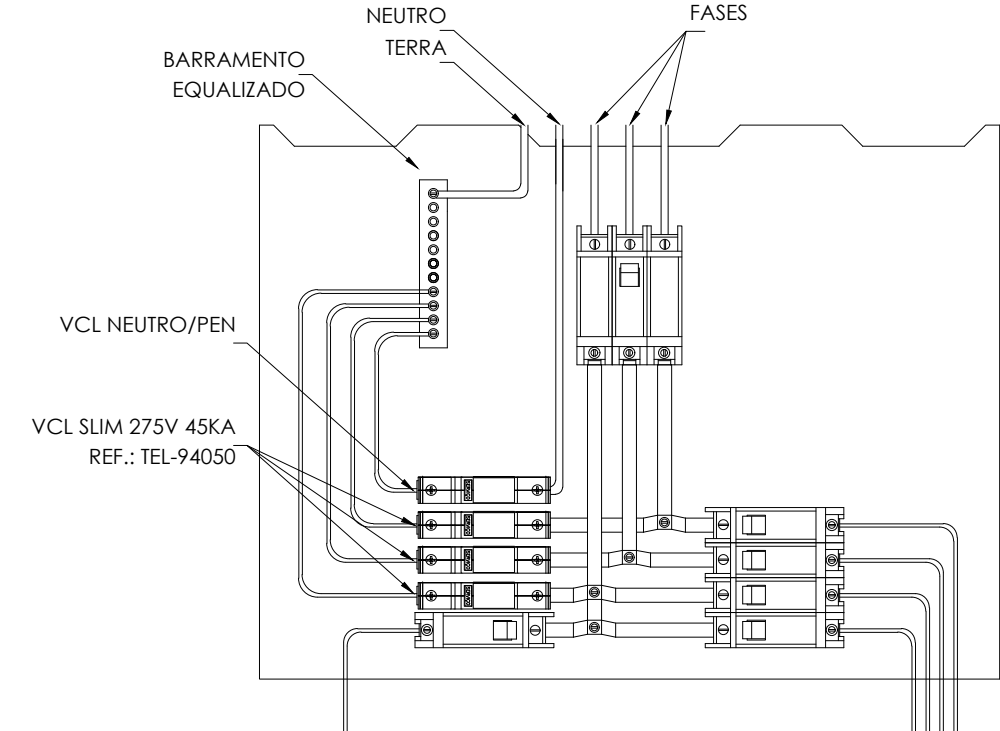 NEUTRO
TERRA
FASES
BARRAMENTO
EQUALIZADO
VCL NEUTRO/PEN
VCL SLIM 275V 45KA
REF.: TEL-94050